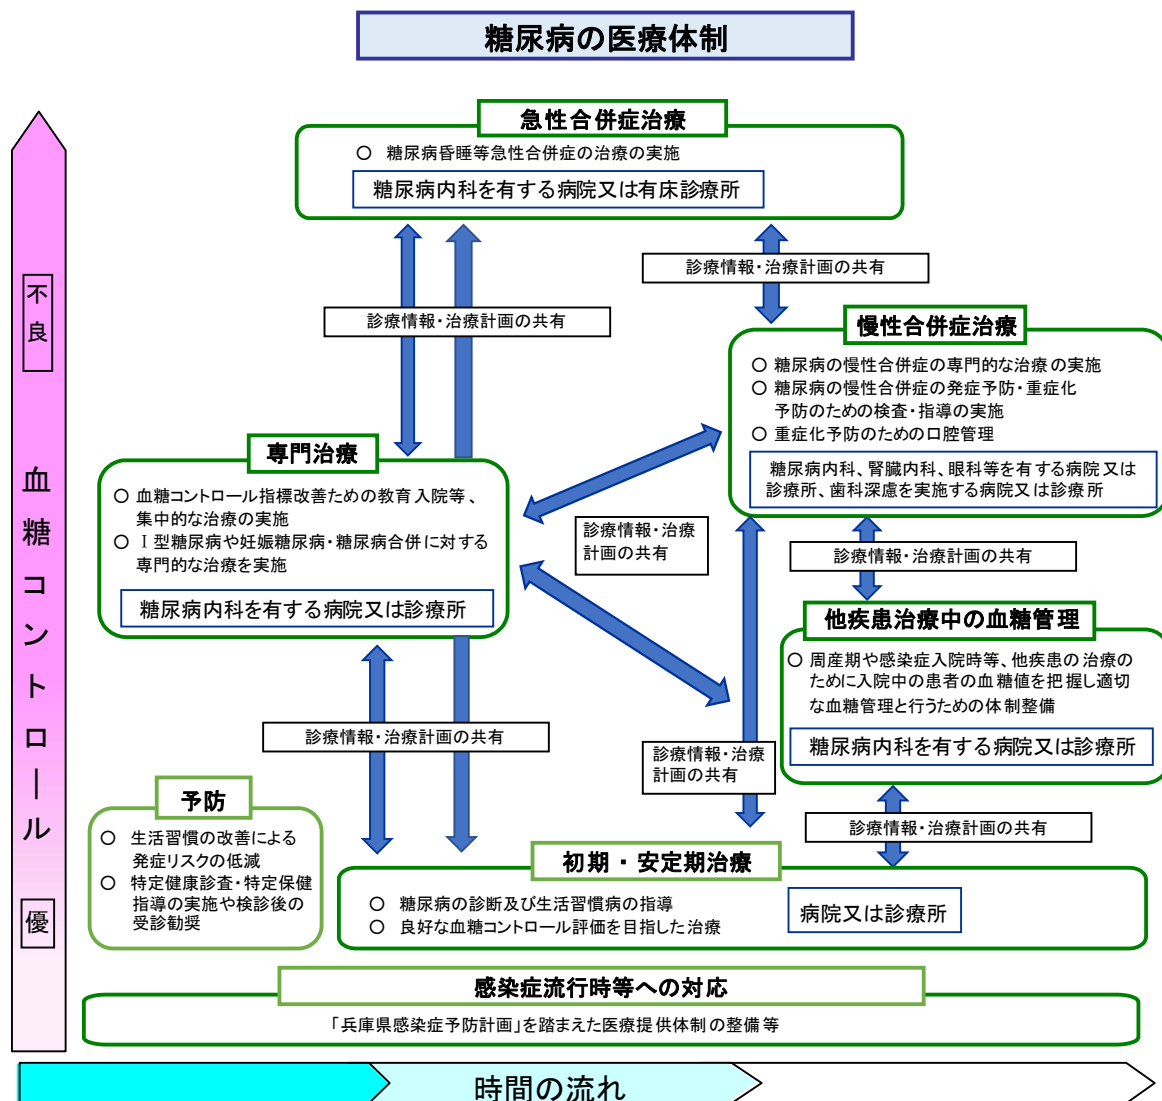 糖尿病の医療体制
急性合併症治療
○ 糖尿病昏睡等急性合併症の治療の実施
糖尿病内科を有する病院又は有床診療所
診療情報・治療計画の共有
診療情報・治療計画の共有
不良
血糖コントロール
優
慢性合併症治療
○ 糖尿病の慢性合併症の専門的な治療の実施
○ 糖尿病の慢性合併症の発症予防・重症化
予防のための検査・指導の実施
○ 重症化予防のための口腔管理
糖尿病内科、腎臓内科、眼科等を有する病院又は
診療所、歯科深慮を実施する病院又は診療所
専門治療
○ 血糖コントロール指標改善ための教育入院等、
集中的な治療の実施
○ Ⅰ型糖尿病や妊娠糖尿病・糖尿病合併に対する
専門的な治療を実施
糖尿病内科を有する病院又は診療所
診療情報・治療
計画の共有
診療情報・治療計画の共有
他疾患治療中の血糖管理
○ 周産期や感染症入院時等、他疾患の治療の
ために入院中の患者の血糖値を把握し適切
な血糖管理と行うための体制整備
糖尿病内科を有する病院又は診療所
診療情報・治療計画の共有
診療情報・治療
計画の共有
診療情報・治療計画の共有
予防
○ 生活習慣の改善による
発症リスクの低減
○ 特定健康診査・特定保健
指導の実施や検診後の
受診勧奨
初期・安定期治療
○ 糖尿病の診断及び生活習慣病の指導
○ 良好な血糖コントロール評価を目指した治療
病院又は診療所
感染症流行時等への対応
「兵庫県感染症予防計画」を踏まえた医療提供体制の整備等
時間の流れ